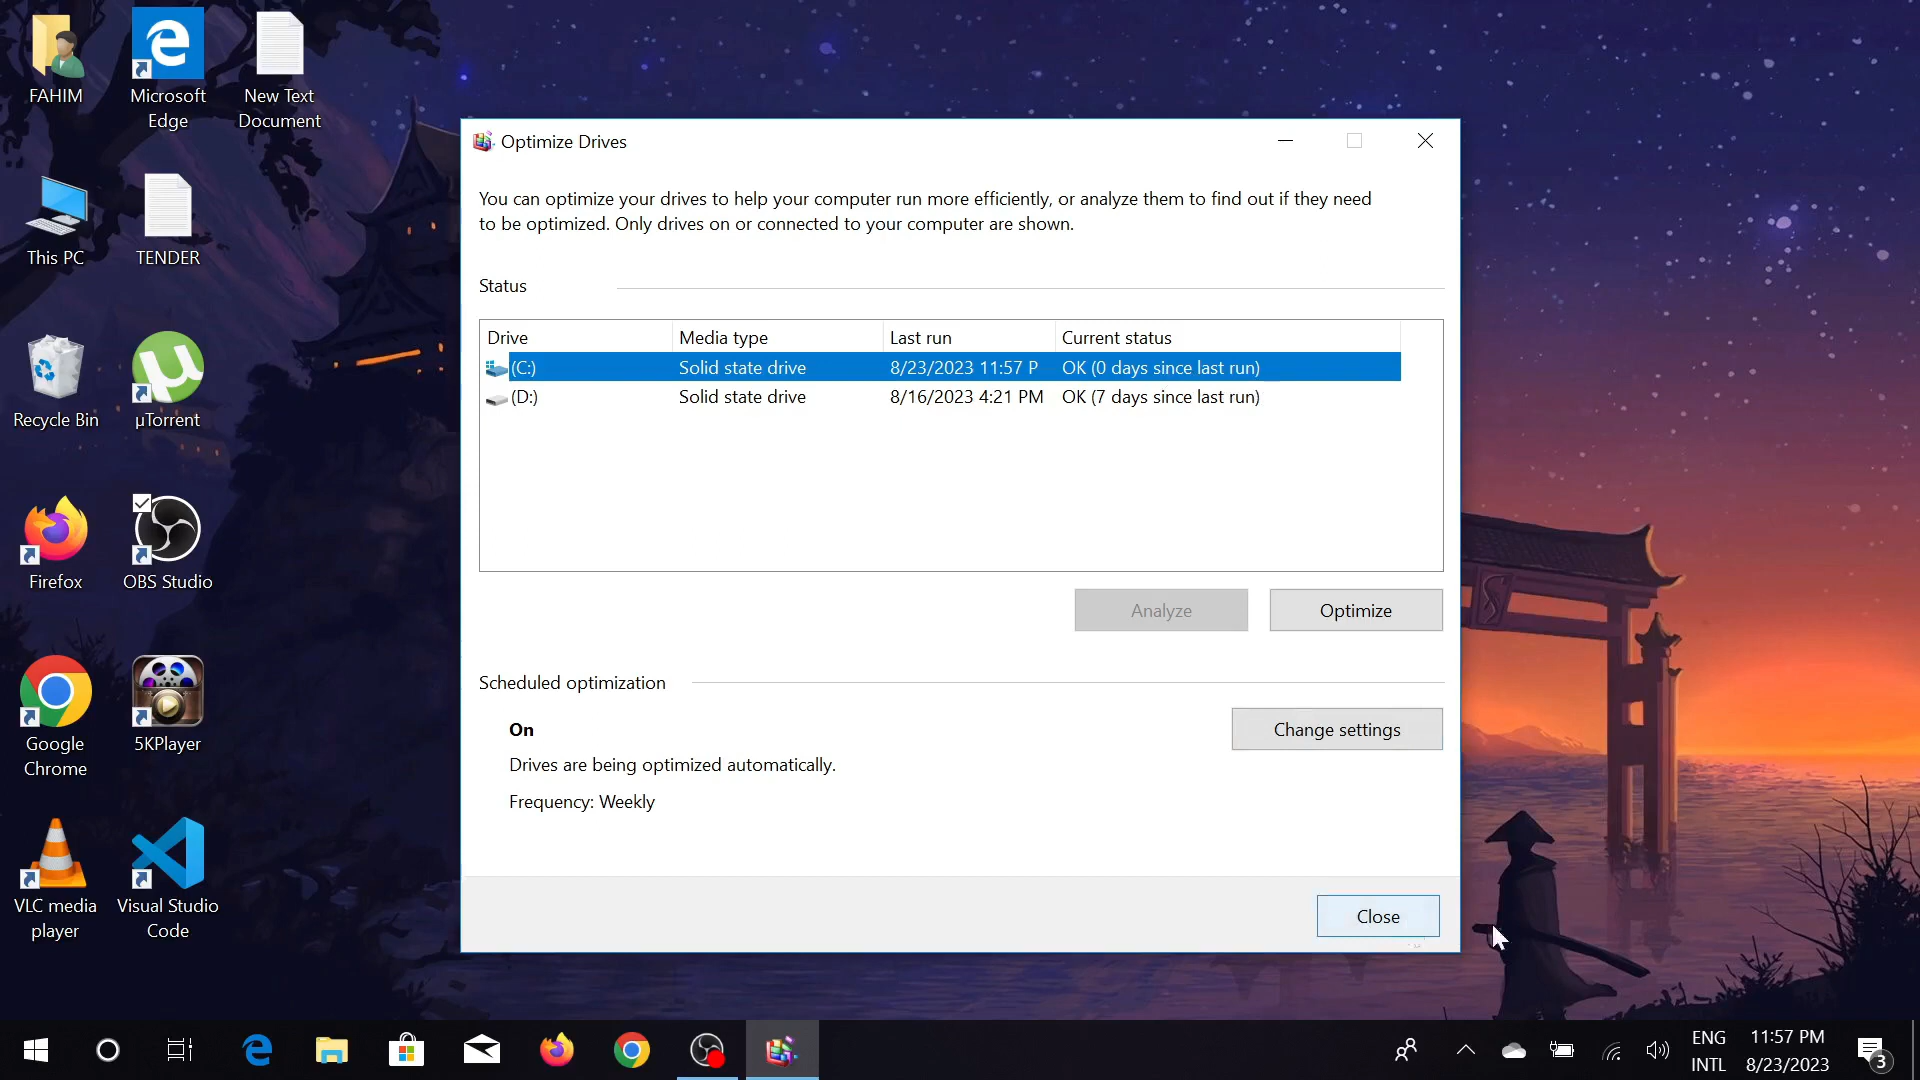 FAHIM
Microsoft
Edge
New Text
Document
This PC
TENDER
Recycle Bin
µTorrent
Firefox
OBS Studio
Google
Chrome
5KPlayer
VLC media
player
Visual Studio
Code
Optimize Drives
You can optimize your drives to help your computer run more efficiently, or analyze them to find out if they need
to be optimized. Only drives on or connected to your computer are shown.
Status
Drive Media type Last run Current status
(C:) Solid state drive 8/23/2023 11:57 P OK (0 days since last run)
(D:) Solid state drive 8/16/2023 4:21 PM OK (7 days since last run)
Analyze Optimize
Scheduled optimization
On
Change settings
Drives are being optimized automatically.
Frequency: Weekly
Close
ENG 11:57 PM
INTL 8/23/2023
3